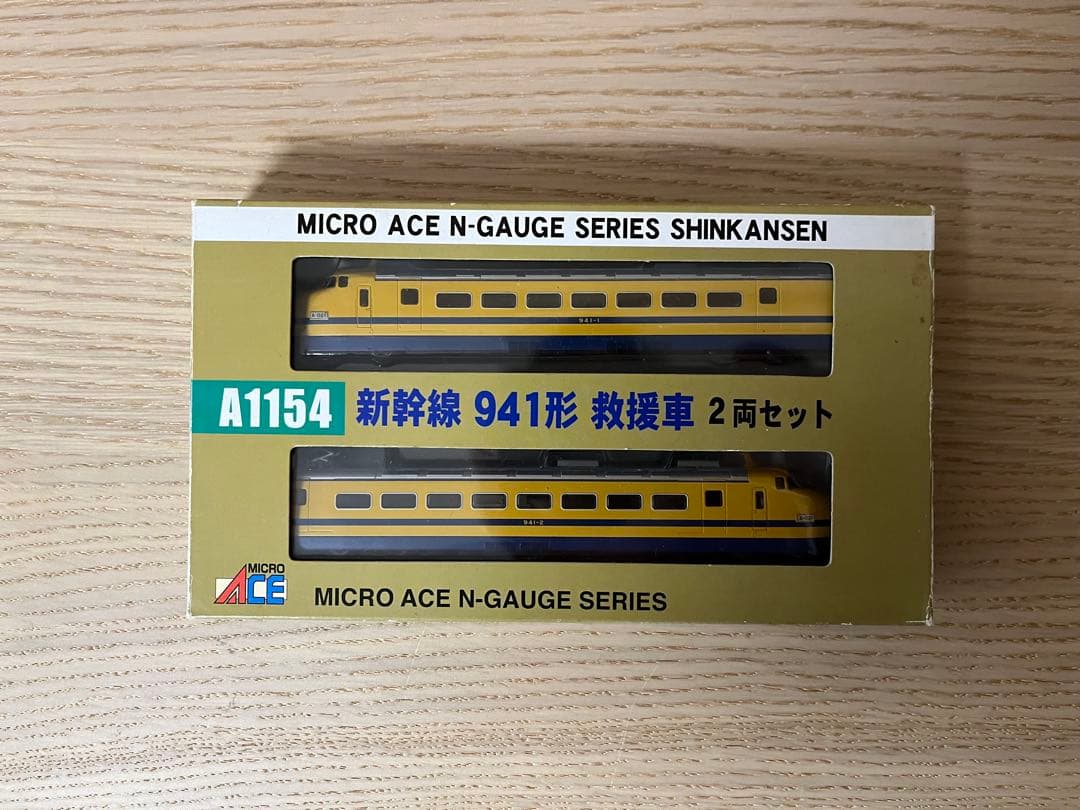 MICRO ACE N-GAUGE SERIES SHINKANSEN
941-1
A1154 新幹線 941形 救援車 2両セット
941-2
MICRO
ACE
MICRO ACE N-GAUGE SERIES